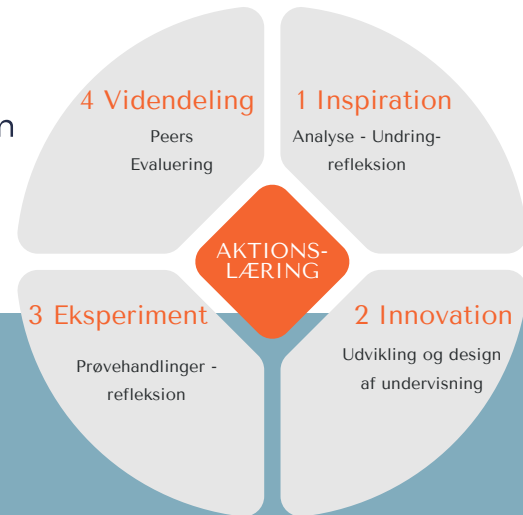 4 Videndeling
Peers
Evaluering
1 Inspiration
Analyse - Undring-
refleksion
AKTIONS-
LÆRING
3 Eksperiment
Prøvehandlinger -
refleksion
2 Innovation
Udvikling og design
af undervisning